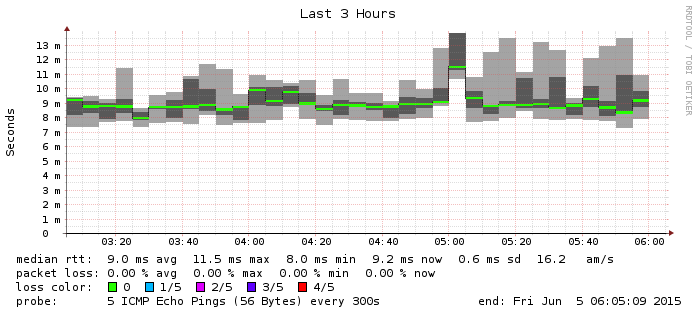 Last 3 Hours
RRDTOOL / TOBI OETIKER
Seconds
13 m
12 m
11 m
10 m
9 m
8 m
7 m
6 m
5 m
4 m
3 m
2 m
1 m
0
03:20 03:40 04:00 04:20 04:40 05:00 05:20 05:40 06:00
median rtt: 9.0 ms avg 11.5 ms max 8.0 ms min 9.2 ms now 0.6 ms sd 16.2 am/s
packet loss: 0.00 % avg 0.00 % max 0.00 % min 0.00 % now
loss color: 0 1/5 2/5 3/5 4/5
probe: 5 ICMP Echo Pings (56 Bytes) every 300s end: Fri Jun 5 06:05:09 2015